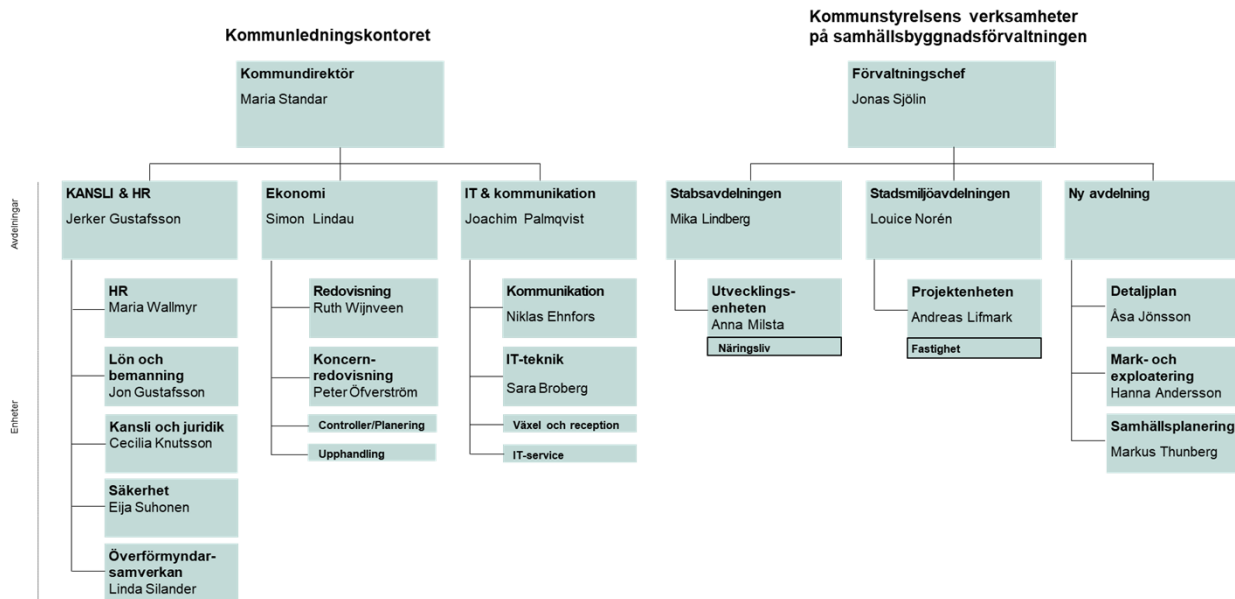 Kommunledningskontoret
Kommundirektör
Maria Standar
Avdelningar
KANSLI & HR
Jerker Gustafsson
Ekonomi
Simon Lindau
IT & kommunikation
Joachim Palmqvist
Enheter
HR
Maria Wallmyr
Lön och
bemanning
Jon Gustafsson
Kansli och juridik
Cecilia Knutsson
Säkerhet
Eija Suhonen
Överförmyndar-
samverkan
Linda Silander
Redovisning
Ruth Wijnveen
Koncern-
redovisning
Peter Öfverström
Controller/Planering
Upphandling
Kommunikation
Niklas Ehnfors
IT-teknik
Sara Broberg
Växel och reception
IT-service
Kommunstyrelsens verksamheter
på samhällsbyggnadsförvaltningen
Förvaltningschef
Jonas Sjölin
Stabsavdelningen
Mika Lindberg
Stadsmiljöavdelningen
Louice Norén
Ny avdelning
Utvecklings-
enheten
Anna Milsta
Näringsliv
Projektenheten
Andreas Lifmark
Fastighet
Detaljplan
Åsa Jönsson
Mark- och
exploatering
Hanna Andersson
Samhällsplanering
Markus Thunberg